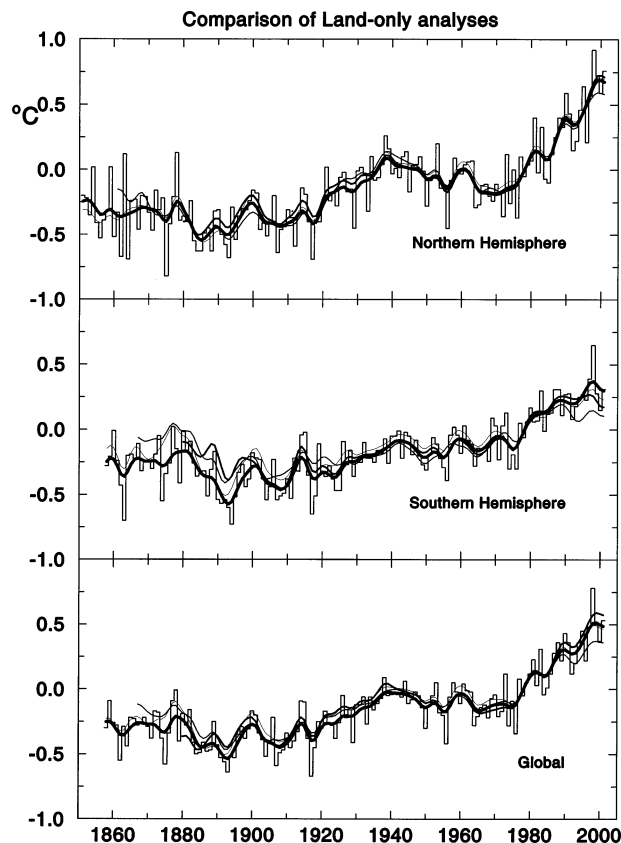 Comparison of Land-only analyses
1.0
°C
0.5
0.0
-0.5
Northern Hemisphere
-1.0
0.5
0.0
-0.5
Southern Hemisphere
-1.0
0.5
0.0
-0.5
Global
-1.0
1860 1880 1900 1920 1940 1960 1980 2000